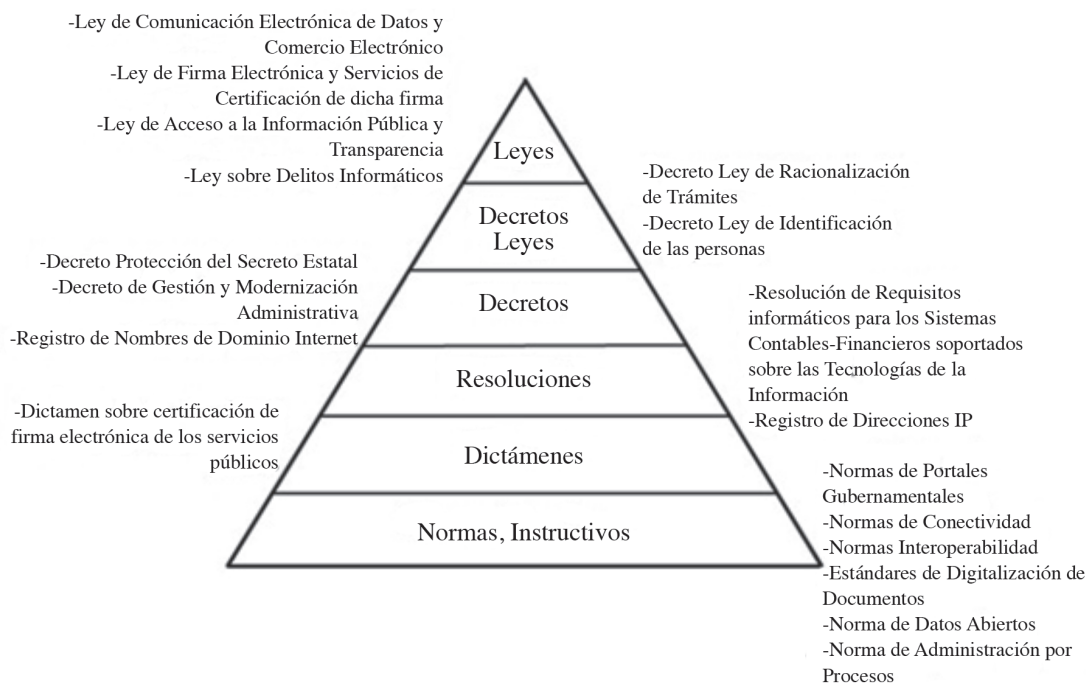 -Ley de Comunicación Electrónica de Datos y
Comercio Electrónico
-Ley de Firma Electrónica y Servicios de
Certificación de dicha firma
-Ley de Acceso a la Información Pública y
Transparencia
-Ley sobre Delitos Informáticos
Leyes
-Decreto Ley de Racionalización
de Trámites
-Decreto Ley de Identificación
de las personas
Decretos
Leyes
-Decreto Protección del Secreto Estatal
-Decreto de Gestión y Modernización
Administrativa
-Registro de Nombres de Dominio Internet
Decretos
-Resolución de Requisitos
informáticos para los Sistemas
Contables-Financieros soportados
sobre las Tecnologías de la
Información
-Registro de Direcciones IP
Resoluciones
-Dictamen sobre certificación de
firma electrónica de los servicios
públicos
Dictámenes
-Normas de Portales
Gubernamentales
-Normas de Conectividad
-Normas Interoperabilidad
-Estándares de Digitalización de
Documentos
-Norma de Datos Abiertos
-Norma de Administración por
Procesos
Normas, Instructivos